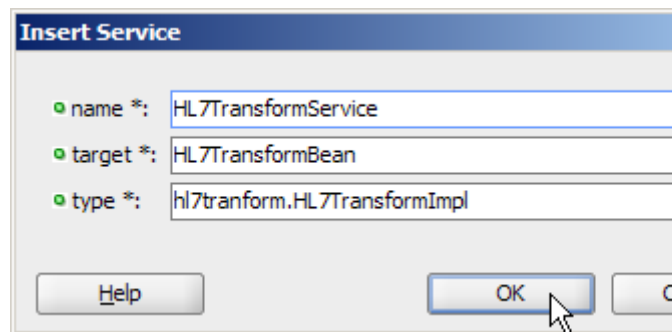 Insert Service
name *: HL7TransformService
target *: HL7TransformBean
type *: hl7tranform.HL7TransformImpl
Help OK